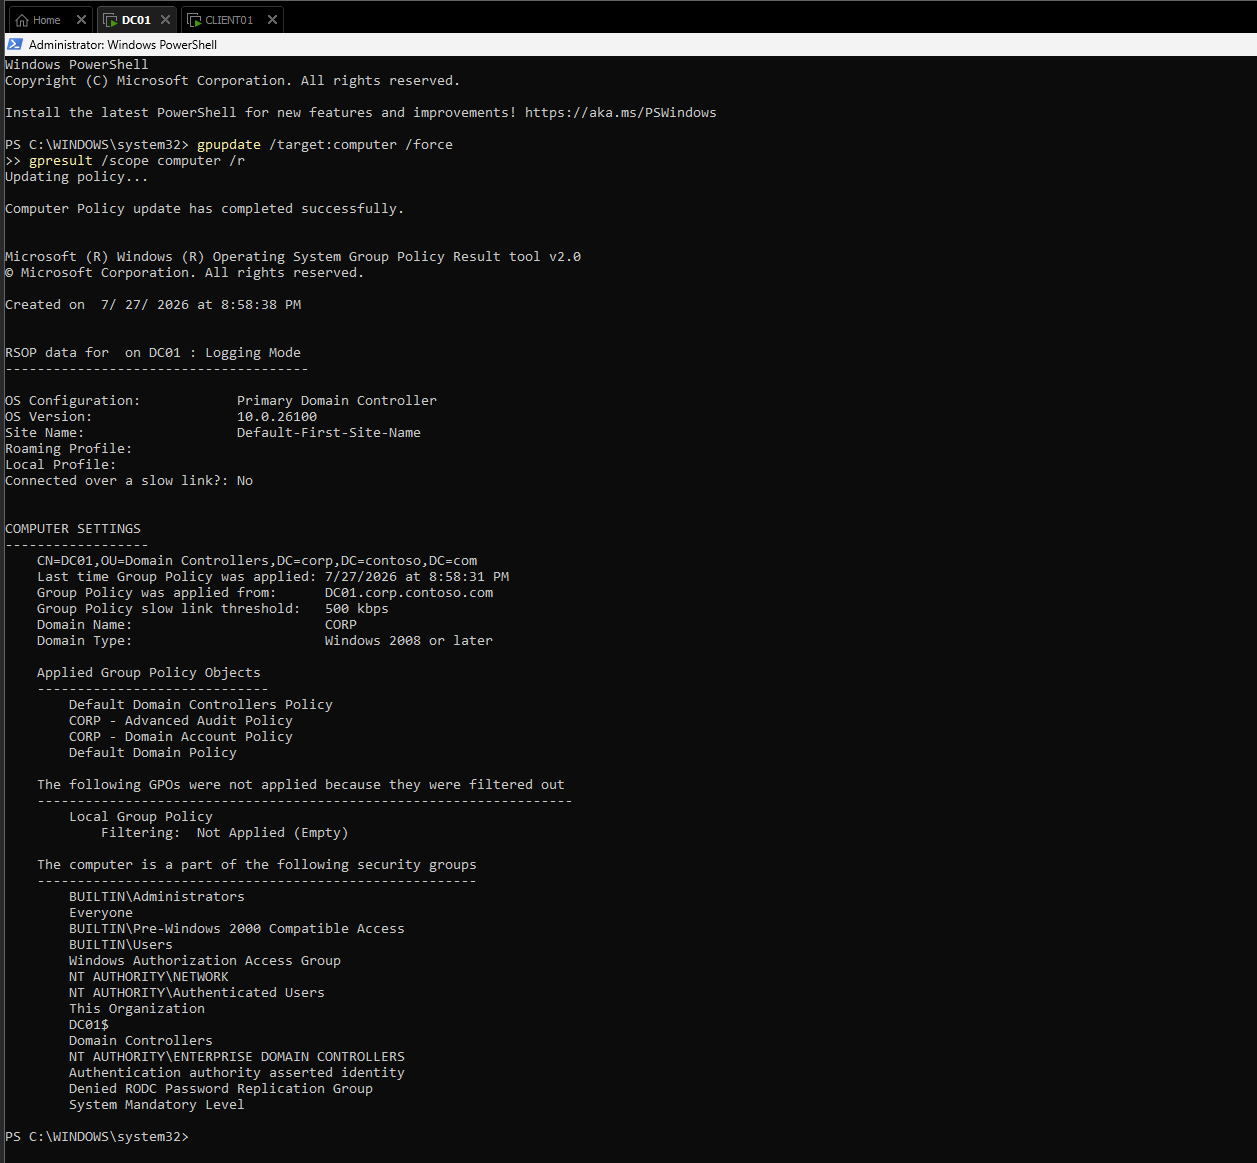 Home
DC01
CLIENT01
Administrator: Windows PowerShell
Windows PowerShell
Copyright (C) Microsoft Corporation. All rights reserved.
Install the latest PowerShell for new features and improvements! https://aka.ms/PSWindows
PS C:\WINDOWS\system32> gpupdate /target:computer /force
>> gpresult /scope computer /r
Updating policy...
Computer Policy update has completed successfully.
Microsoft (R) Windows (R) Operating System Group Policy Result tool v2.0
© Microsoft Corporation. All rights reserved.
Created on  7/ 27/ 2026 at 8:58:38 PM
RSOP data for  on DC01 : Logging Mode
--------------------------------------
OS Configuration:            Primary Domain Controller
OS Version:                  10.0.26100
Site Name:                   Default-First-Site-Name
Roaming Profile:
Local Profile:
Connected over a slow link?: No
COMPUTER SETTINGS
------------------
    CN=DC01,OU=Domain Controllers,DC=corp,DC=contoso,DC=com
    Last time Group Policy was applied: 7/27/2026 at 8:58:31 PM
    Group Policy was applied from:      DC01.corp.contoso.com
    Group Policy slow link threshold:   500 kbps
    Domain Name:                        CORP
    Domain Type:                        Windows 2008 or later
    Applied Group Policy Objects
    -----------------------------
        Default Domain Controllers Policy
        CORP - Advanced Audit Policy
        CORP - Domain Account Policy
        Default Domain Policy
    The following GPOs were not applied because they were filtered out
    -------------------------------------------------------------------
        Local Group Policy
            Filtering:  Not Applied (Empty)
    The computer is a part of the following security groups
    -------------------------------------------------------
        BUILTIN\Administrators
        Everyone
        BUILTIN\Pre-Windows 2000 Compatible Access
        BUILTIN\Users
        Windows Authorization Access Group
        NT AUTHORITY\NETWORK
        NT AUTHORITY\Authenticated Users
        This Organization
        DC01$
        Domain Controllers
        NT AUTHORITY\ENTERPRISE DOMAIN CONTROLLERS
        Authentication authority asserted identity
        Denied RODC Password Replication Group
        System Mandatory Level
PS C:\WINDOWS\system32>